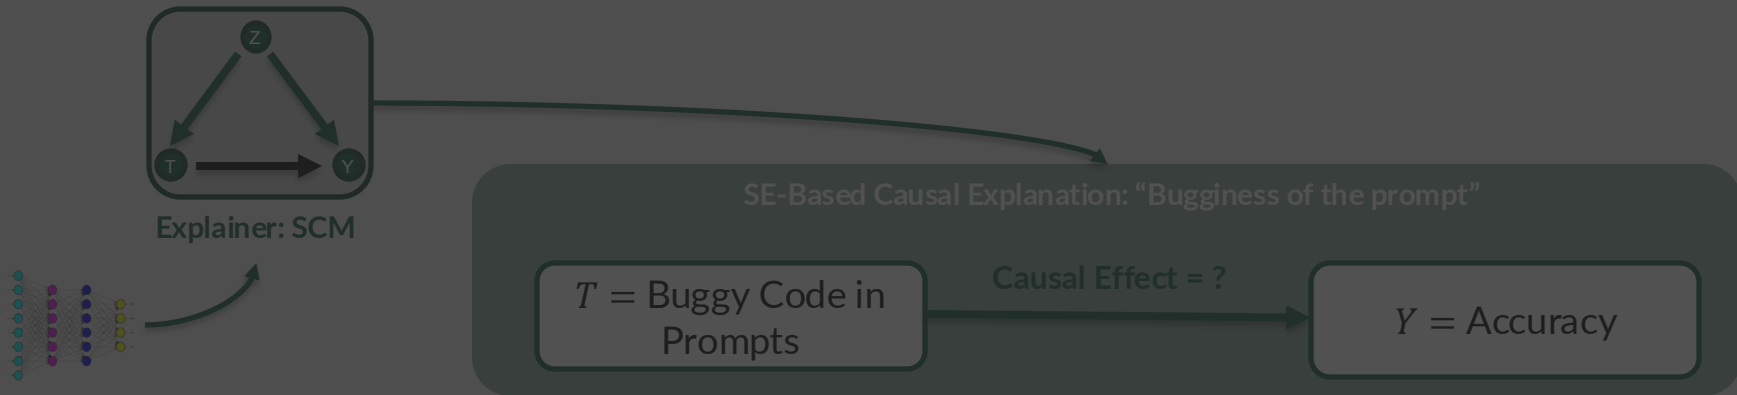 Z
T
Y
Explainer: SCM
SE-Based Causal Explanation: “Bugginess of the prompt”
T = Buggy Code in
Prompts
Causal Effect = ?
Y = Accuracy